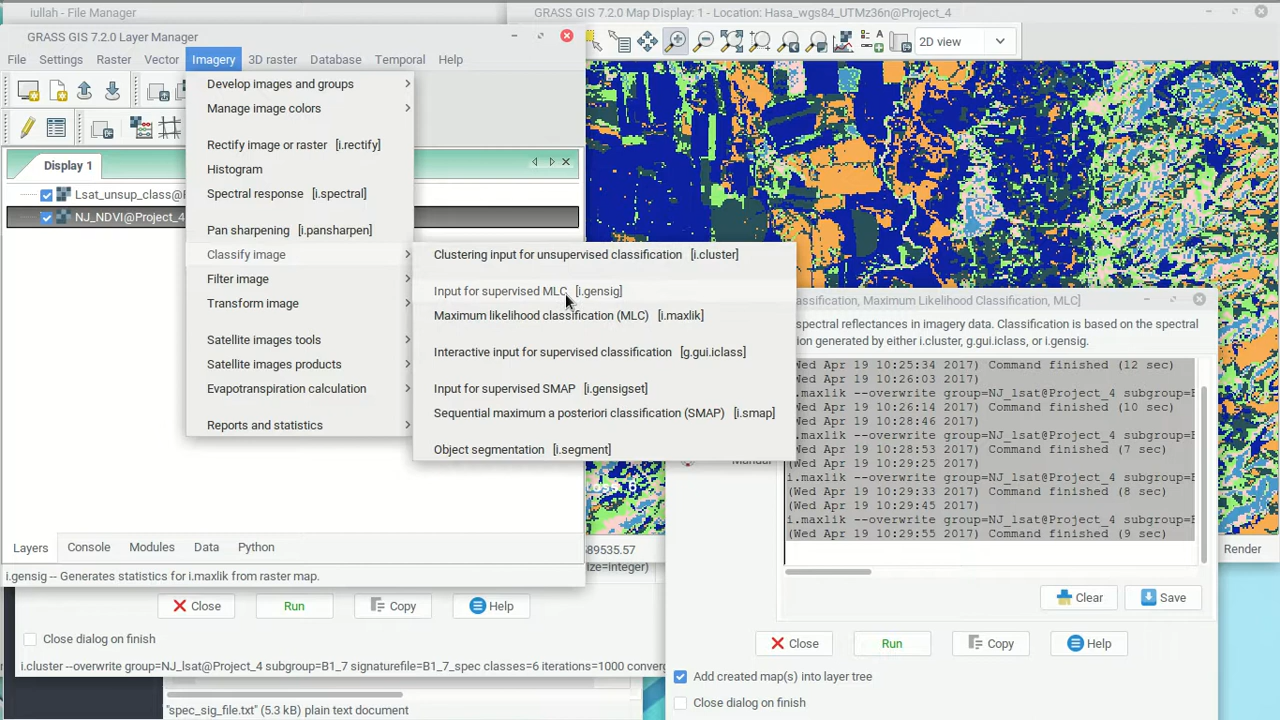 iullah - File Manager
GRASS GIS 7.2.0 Map Display: 1 - Location: Hasa_wgs84_UTMz36n@Project_4
GRASS GIS 7.2.0 Layer Manager
2D view
File Settings Raster Vector Imagery 3D raster Database Temporal Help
Develop images and groups
Manage image colors
Rectify image or raster [i.rectify]
Histogram
Spectral response [i.spectral]
Pan sharpening [i.pansharpen]
Classify image
Filter image
Transform image
Satellite images tools
Satellite images products
Evapotranspiration calculation
Reports and statistics
Display 1
Lsat_unsup_class@
NJ_NDVI@Project_4
Clustering input for unsupervised classification [i.cluster]
Input for supervised MLC [i.gensig]
Maximum likelihood classification (MLC) [i.maxlik]
Interactive input for supervised classification [g.gui.iclass]
Input for supervised SMAP [i.gensigset]
Sequential maximum a posteriori classification (SMAP) [i.smap]
Object segmentation [i.segment]
assification, Maximum Likelihood Classification, MLC]
spectral reflectances in imagery data. Classification is based on the spectral
ion generated by either i.cluster, g.gui.iclass, or i.gensig.
Wed Apr 19 10:25:34 2017) Command finished (12 sec)
Wed Apr 19 10:26:03 2017)
i.maxlik --overwrite group=NJ_lsat@Project_4 subgroup=
Wed Apr 19 10:26:14 2017) Command finished (10 sec)
Wed Apr 19 10:28:46 2017)
i.maxlik --overwrite group=NJ_lsat@Project_4 subgroup=
Wed Apr 19 10:28:53 2017) Command finished (7 sec)
Wed Apr 19 10:29:25 2017)
i.maxlik --overwrite group=NJ_lsat@Project_4 subgroup=
(Wed Apr 19 10:29:33 2017) Command finished (8 sec)
(Wed Apr 19 10:29:45 2017)
i.maxlik --overwrite group=NJ_lsat@Project_4 subgroup=
(Wed Apr 19 10:29:55 2017) Command finished (9 sec)
Manual
Layers Console Modules Data Python
89535.57
Render
ize=integer)
i.gensig -- Generates statistics for i.maxlik from raster map.
Close Run Copy Help
Clear Save
Close dialog on finish
Close Run Copy Help
i.cluster --overwrite group=NJ_lsat@Project_4 subgroup=B1_7 signaturefile=B1_7_spec classes=6 iterations=1000 converg
Add created map(s) into layer tree
Close dialog on finish
"spec_sig_file.txt" (5.3 kB) plain text document